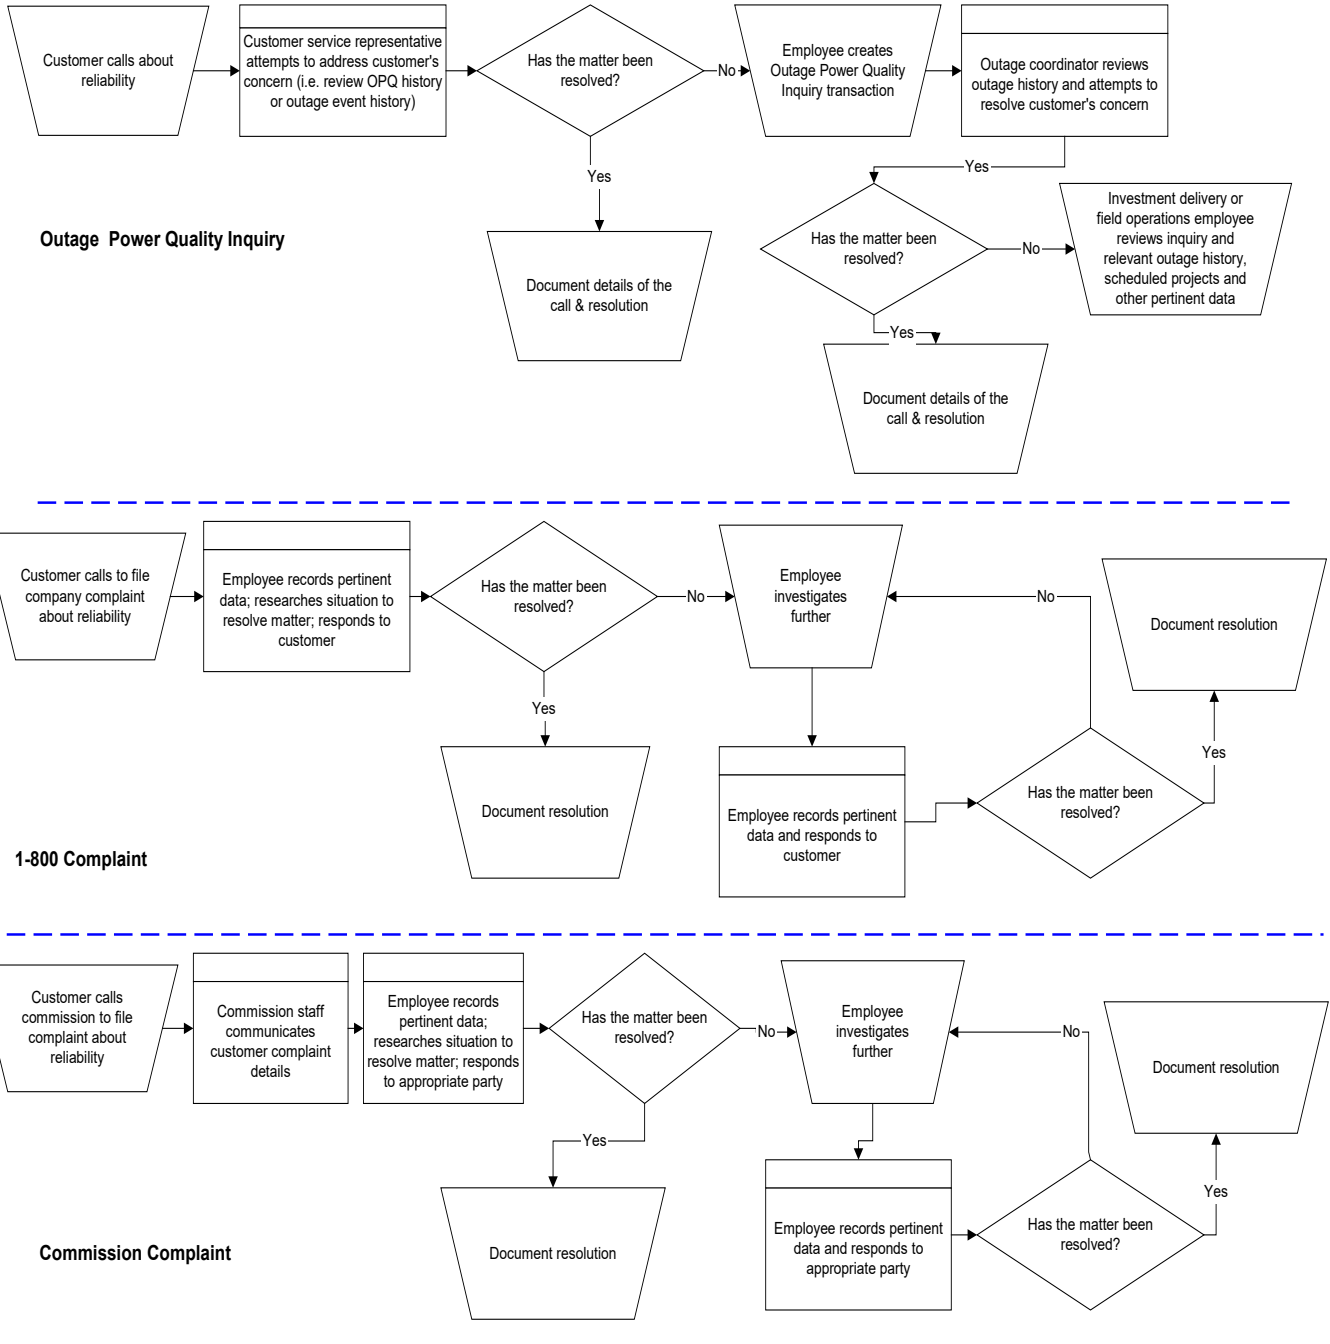 Customer calls about
reliability
Customer service representative
attempts to address customer's
concern (i.e. review OPQ history
or outage event history)
Has the matter been
resolved?
No
Employee creates
Outage Power Quality
Inquiry transaction
Outage coordinator reviews
outage history and attempts to
resolve customer's concern
Yes
Yes
Outage  Power Quality Inquiry
Document details of the
call & resolution
Has the matter been
resolved?
No
Investment delivery or
field operations employee
reviews inquiry and
relevant outage history,
scheduled projects and
other pertinent data
Yes
Document details of the
call & resolution
Customer calls to file
company complaint
about reliability
Employee records pertinent
data; researches situation to
resolve matter; responds to
customer
Has the matter been
resolved?
No
Employee
investigates
further
No
Document resolution
Yes
Document resolution
Employee records pertinent
data and responds to
customer
Has the matter been
resolved?
Yes
1-800 Complaint
Customer calls
commission to file
complaint about
reliability
Commission staff
communicates
customer complaint
details
Employee records
pertinent data;
researches situation to
resolve matter; responds
to appropriate party
Has the matter been
resolved?
No
Employee
investigates
further
No
Document resolution
Yes
Document resolution
Employee records pertinent
data and responds to
appropriate party
Has the matter been
resolved?
Yes
Commission Complaint